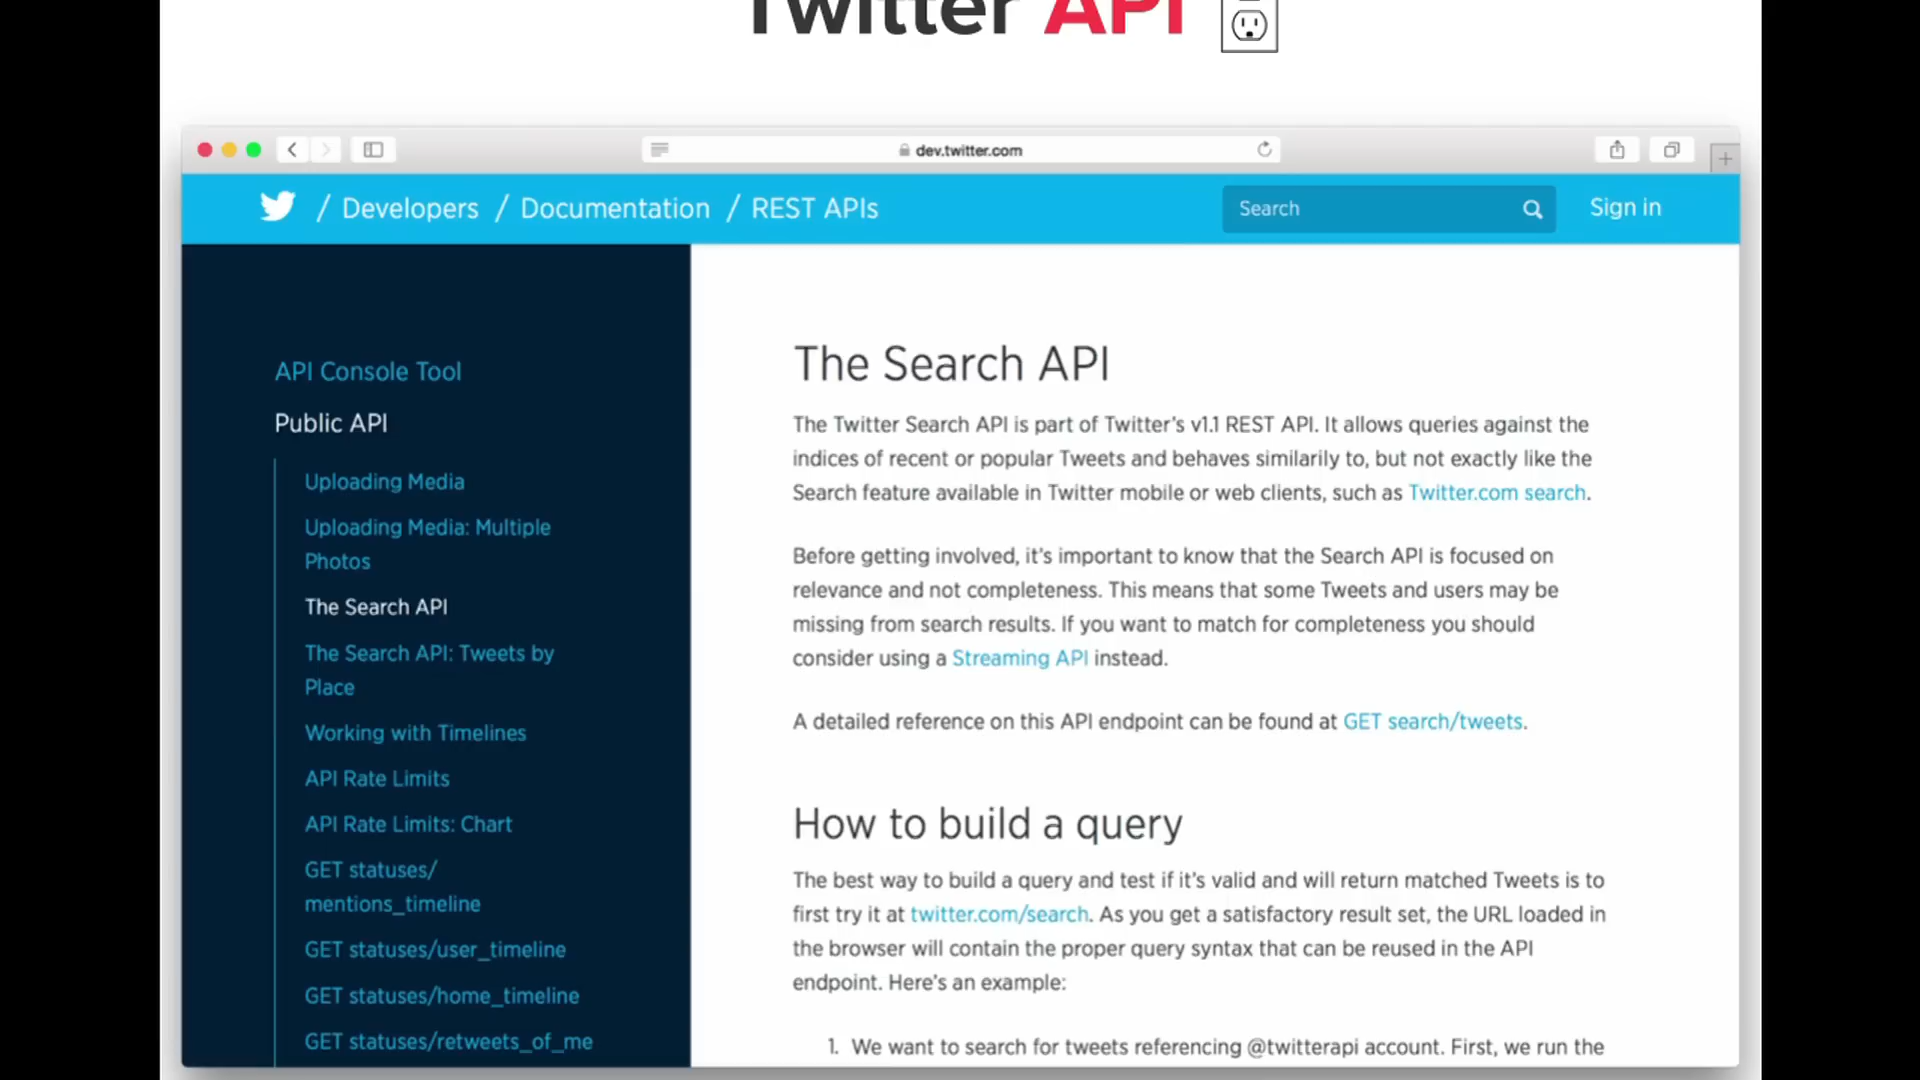 Twitter API
dev.twitter.com
/ Developers / Documentation / REST APIs
Search
Sign in
API Console Tool
Public API
Uploading Media
Uploading Media: Multiple
Photos
The Search API
The Search API: Tweets by
Place
Working with Timelines
API Rate Limits
API Rate Limits: Chart
GET statuses/
mentions_timeline
GET statuses/user_timeline
GET statuses/home_timeline
GET statuses/retweets_of_me
The Search API
The Twitter Search API is part of Twitter's v1.1 REST API. It allows queries against the
indices of recent or popular Tweets and behaves similarily to, but not exactly like the
Search feature available in Twitter mobile or web clients, such as Twitter.com search.
Before getting involved, it's important to know that the Search API is focused on
relevance and not completeness. This means that some Tweets and users may be
missing from search results. If you want to match for completeness you should
consider using a Streaming API instead.
A detailed reference on this API endpoint can be found at GET search/tweets.
How to build a query
The best way to build a query and test if it's valid and will return matched Tweets is to
first try it at twitter.com/search. As you get a satisfactory result set, the URL loaded in
the browser will contain the proper query syntax that can be reused in the API
endpoint. Here's an example:
1. We want to search for tweets referencing @twitterapi account. First, we run the